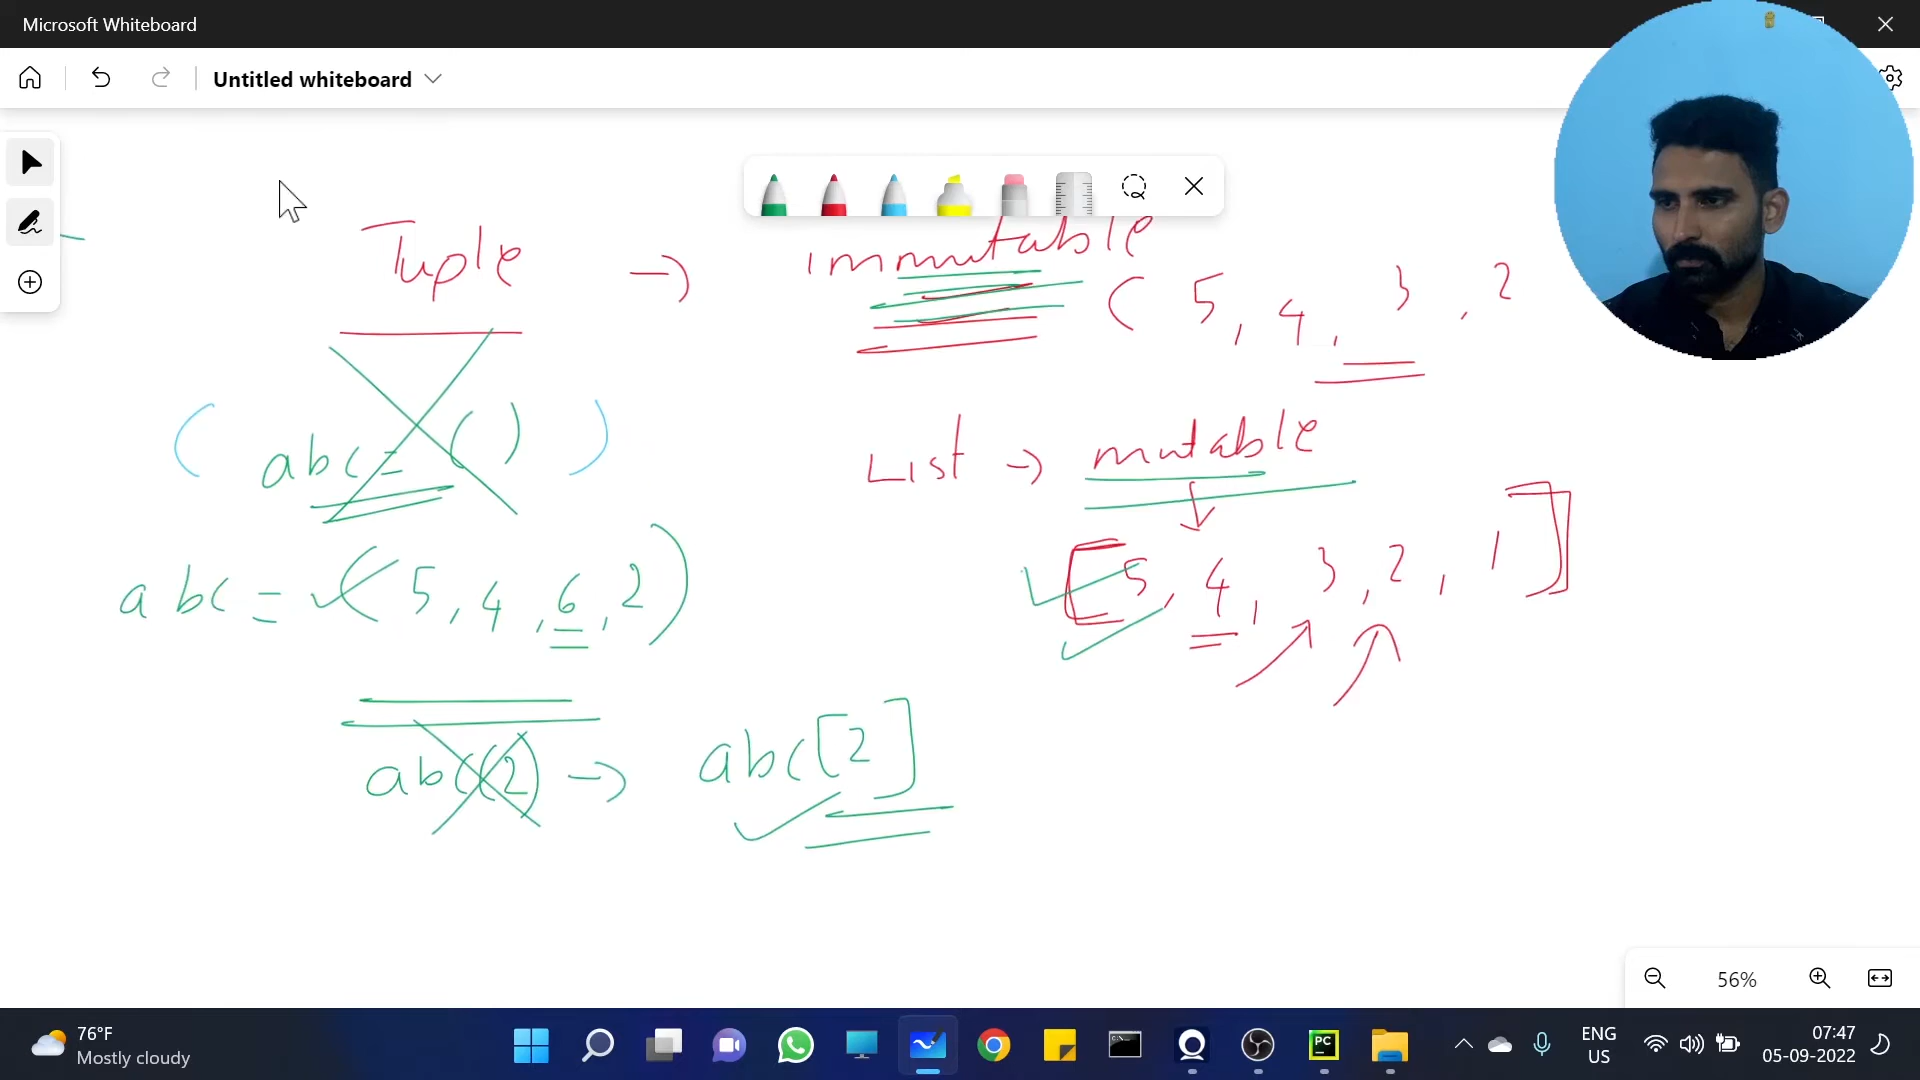 Microsoft Whiteboard
Untitled whiteboard
Tuple → immutable
( 5, 4, 3, 2
abc = ( )
( )
List → mutable
abc = ( 5, 4, 6, 2 )
[ 5, 4, 3, 2, 1 ]
abc(2) → abc[2]
56%
76°F
Mostly cloudy
PC
ENG
US
07:47
05-09-2022